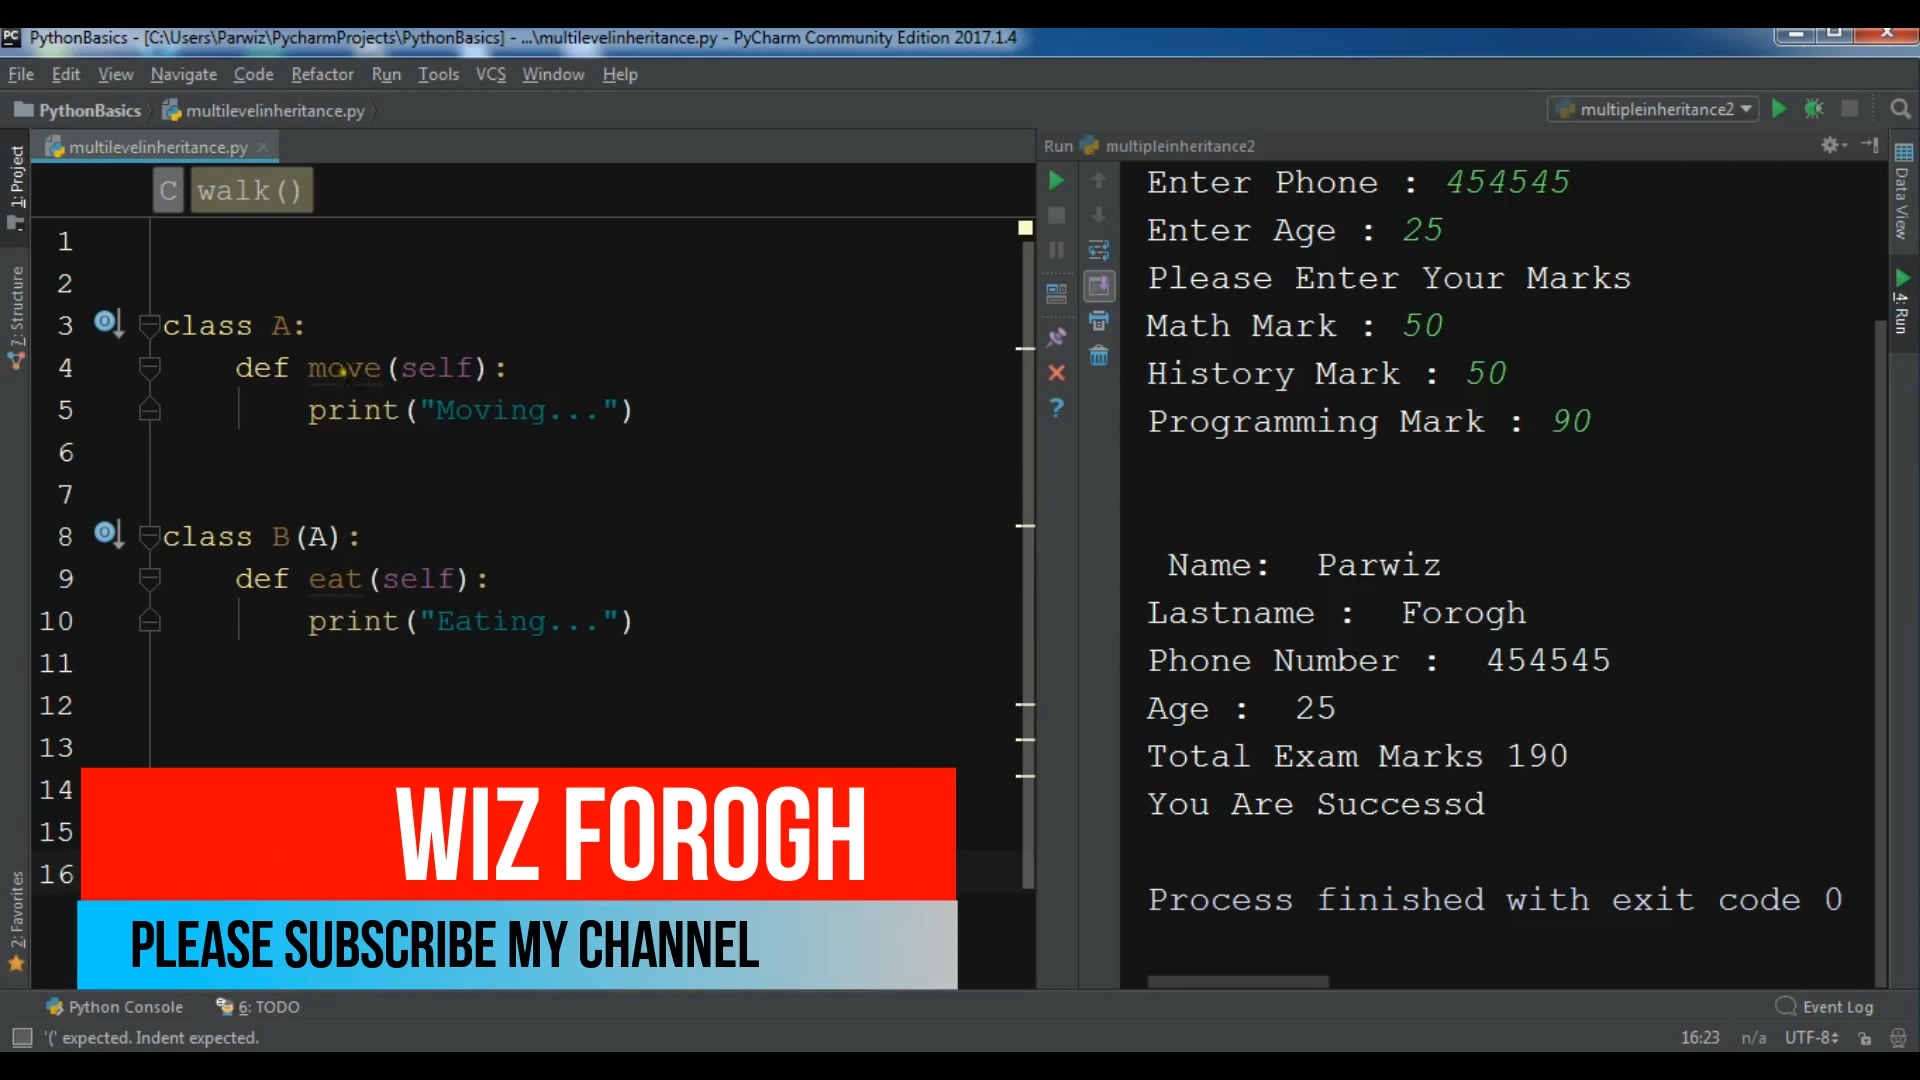 PythonBasics - [C:\Users\Parwiz\PycharmProjects\PythonBasics] - ...\multilevelinheritance.py - PyCharm Community Edition 2017.1.4
File Edit View Navigate Code Refactor Run Tools VCS Window Help
PythonBasics multilevelinheritance.py
multipleinheritance2
multilevelinheritance.py
Run multipleinheritance2
1: Project
7: Structure
2: Favorites
Data View
4: Run
C walk()
1
2
3 class A:
4 def move(self):
5 print("Moving...")
6
7
8 class B(A):
9 def eat(self):
10 print("Eating...")
11
12
13
14
15
16
Enter Phone : 454545
Enter Age : 25
Please Enter Your Marks
Math Mark : 50
History Mark : 50
Programming Mark : 90
Name: Parwiz
Lastname : Forogh
Phone Number : 454545
Age : 25
Total Exam Marks 190
You Are Successd
Process finished with exit code 0
WIZ FOROGH
PLEASE SUBSCRIBE MY CHANNEL
Python Console 6: TODO
Event Log
'(' expected. Indent expected.
16:23 n/a UTF-8